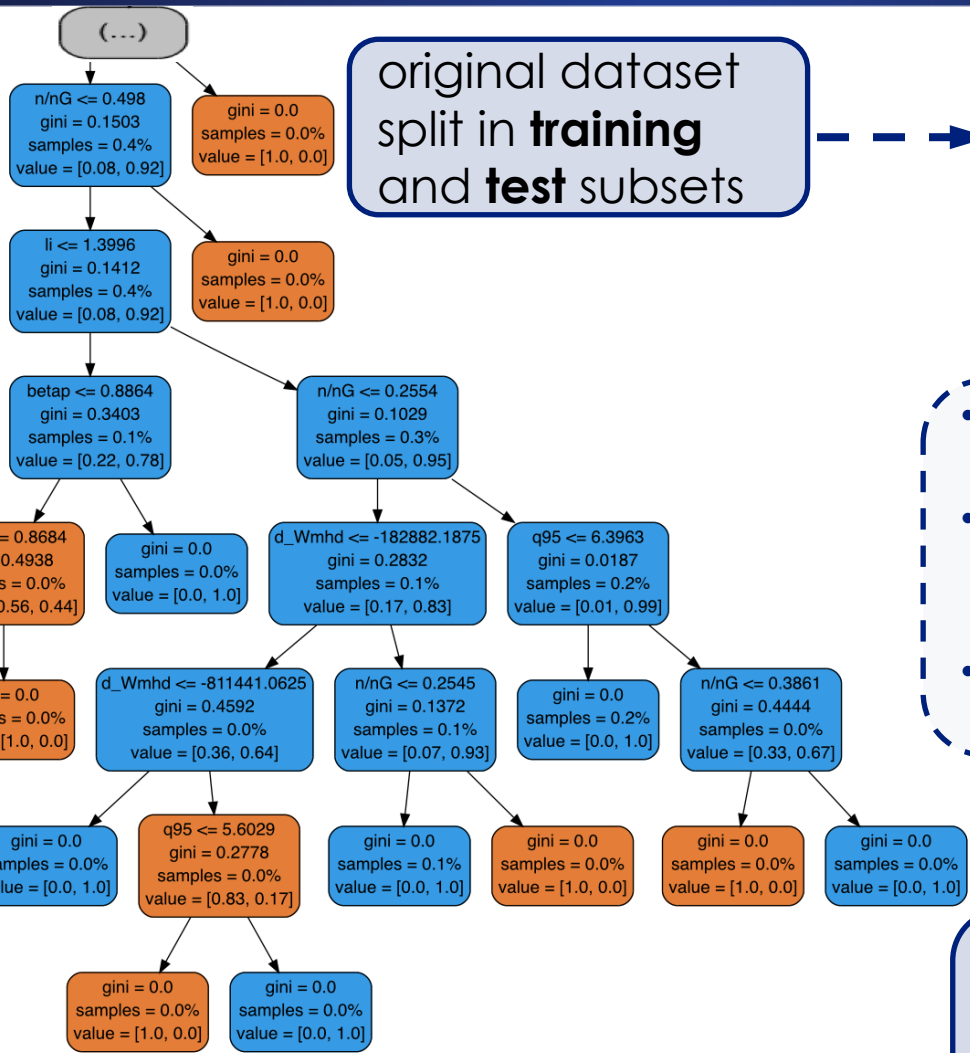 (...)
original dataset
split in training
and test subsets
n/nG <= 0.498
gini = 0.1503
samples = 0.4%
value = [0.08, 0.92]
gini = 0.0
samples = 0.0%
value = [1.0, 0.0]
li <= 1.3996
gini = 0.1412
samples = 0.4%
value = [0.08, 0.92]
gini = 0.0
samples = 0.0%
value = [1.0, 0.0]
betap <= 0.8864
gini = 0.3403
samples = 0.1%
value = [0.22, 0.78]
n/nG <= 0.2554
gini = 0.1029
samples = 0.3%
value = [0.05, 0.95]
= 0.8684
0.4938
= 0.0%
0.56, 0.44]
gini = 0.0
samples = 0.0%
value = [0.0, 1.0]
d_Wmhd <= -182882.1875
gini = 0.2832
samples = 0.1%
value = [0.17, 0.83]
q95 <= 6.3963
gini = 0.0187
samples = 0.2%
value = [0.01, 0.99]
= 0.0
= 0.0%
[1.0, 0.0]
d_Wmhd <= -811441.0625
gini = 0.4592
samples = 0.0%
value = [0.36, 0.64]
n/nG <= 0.2545
gini = 0.1372
samples = 0.1%
value = [0.07, 0.93]
gini = 0.0
samples = 0.2%
value = [0.0, 1.0]
n/nG <= 0.3861
gini = 0.4444
samples = 0.0%
value = [0.33, 0.67]
gini = 0.0
= 0.0%
= [0.0, 1.0]
q95 <= 5.6029
gini = 0.2778
samples = 0.0%
value = [0.83, 0.17]
gini = 0.0
samples = 0.1%
value = [0.0, 1.0]
gini = 0.0
samples = 0.0%
value = [1.0, 0.0]
gini = 0.0
samples = 0.0%
value = [1.0, 0.0]
gini = 0.0
samples = 0.0%
value = [0.0, 1.0]
gini = 0.0
samples = 0.0%
value = [1.0, 0.0]
gini = 0.0
samples = 0.0%
value = [0.0, 1.0]